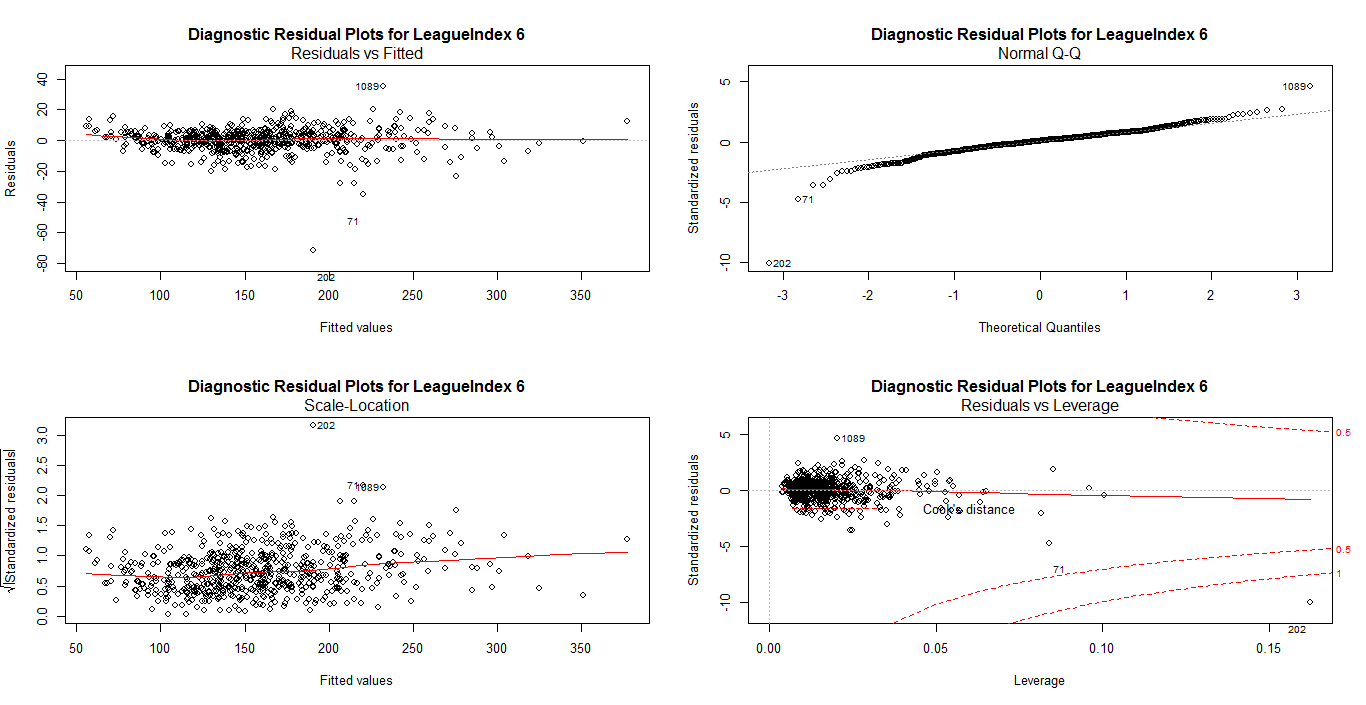 Diagnostic Residual Plots for LeagueIndex 6
Residuals vs Fitted
Residuals
40
20
0
-20
-40
-60
-80
1089
71
202
50 100 150 200 250 300 350
Fitted values
Diagnostic Residual Plots for LeagueIndex 6
Normal Q-Q
Standardized residuals
5
0
-5
-10
1089
71
202
-3 -2 -1 0 1 2 3
Theoretical Quantiles
Diagnostic Residual Plots for LeagueIndex 6
Scale-Location
√|Standardized residuals|
3.0
2.5
2.0
1.5
1.0
0.5
0.0
202
71
1089
50 100 150 200 250 300 350
Fitted values
Diagnostic Residual Plots for LeagueIndex 6
Residuals vs Leverage
Standardized residuals
5
0
-5
-10
1089
Cook's distance
71
202
0.5
0.5
1
0.00 0.05 0.10 0.15
Leverage